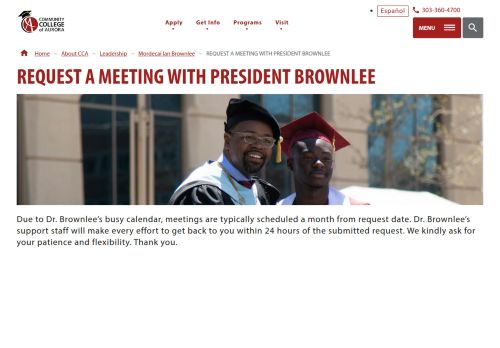 COMMUNITY
COLLEGE
of AURORA
Apply
Get Info
Programs
Visit
Español
303-360-4700
MENU
Home – About CCA – Leadership – Mordecai Ian Brownlee – REQUEST A MEETING WITH PRESIDENT BROWNLEE
REQUEST A MEETING WITH PRESIDENT BROWNLEE
Due to Dr. Brownlee's busy calendar, meetings are typically scheduled a month from request date. Dr. Brownlee's
support staff will make every effort to get back to you within 24 hours of the submitted request. We kindly ask for
your patience and flexibility. Thank you.